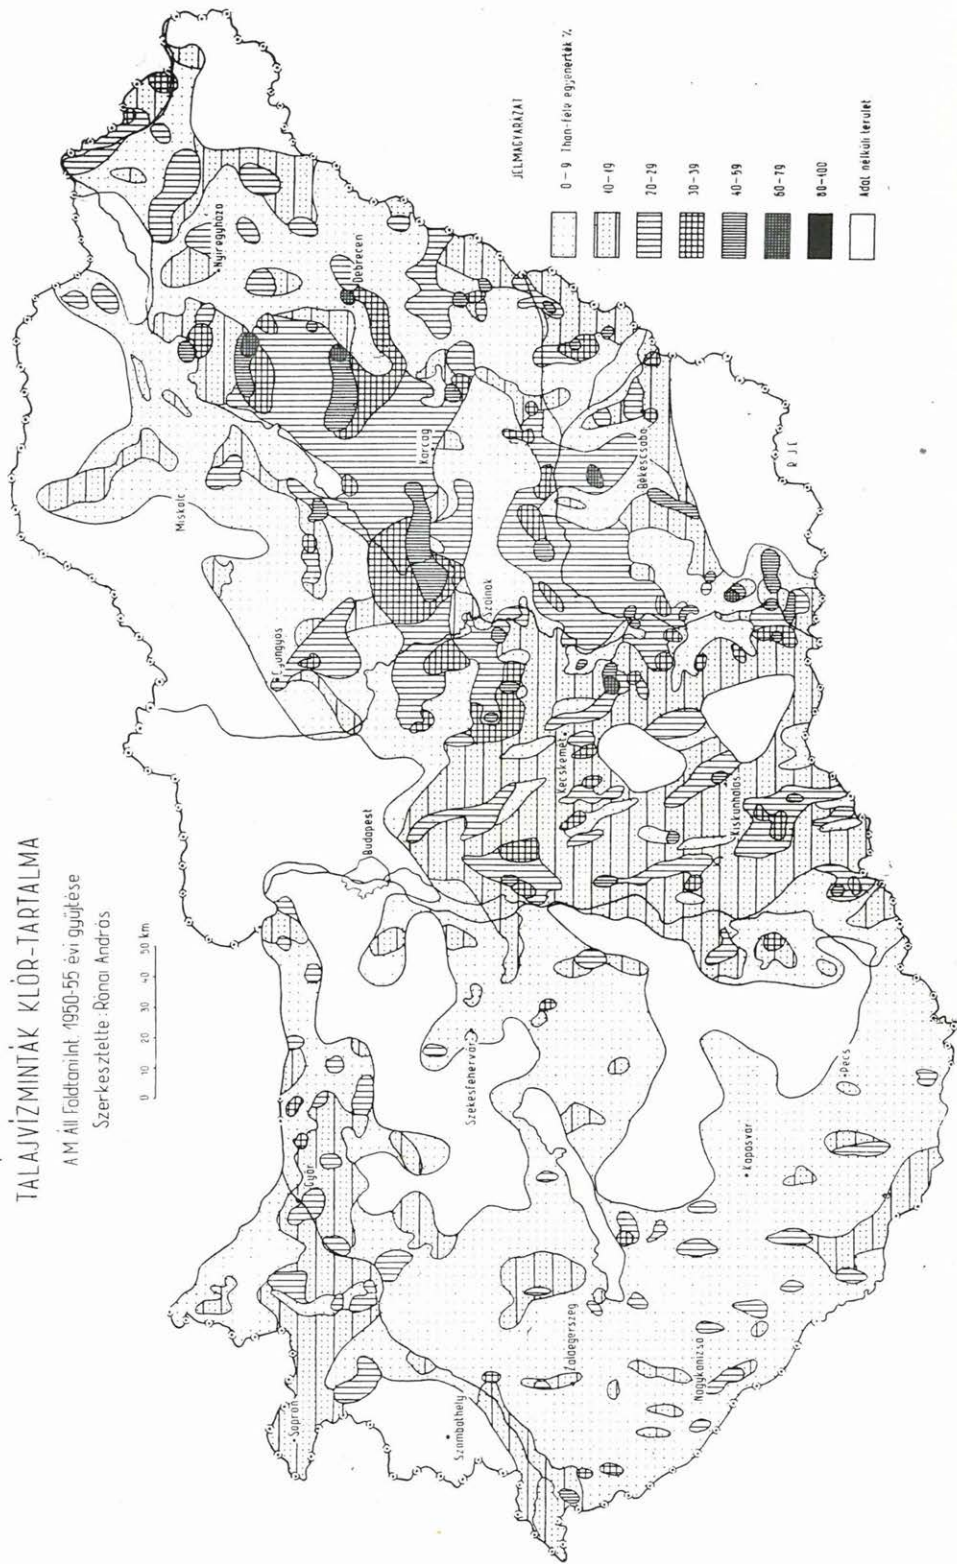 TALAJVÍZMINTÁK KLÓR-TARTALMA
A M. Áll. Földtani Int. 1950-55 évi gyűjtése
Szerkesztette: Rónai András
0 10 20 30 40 50 km
JELMAGYARÁZAT
0-9 Than-féle egyenérték %
10-19
20-29
30-39
40-59
60-79
80-100
Adat nélküli terület
Sopron
Győr
Szombathely
Székesfehérvár
Zalaegerszeg
Nagykanizsa
Kaposvár
Pécs
Budapest
Gyöngyös
Miskolc
Nyíregyháza
Debrecen
Karcag
Szolnok
Kecskemét
Kiskunhalas
Békéscsaba